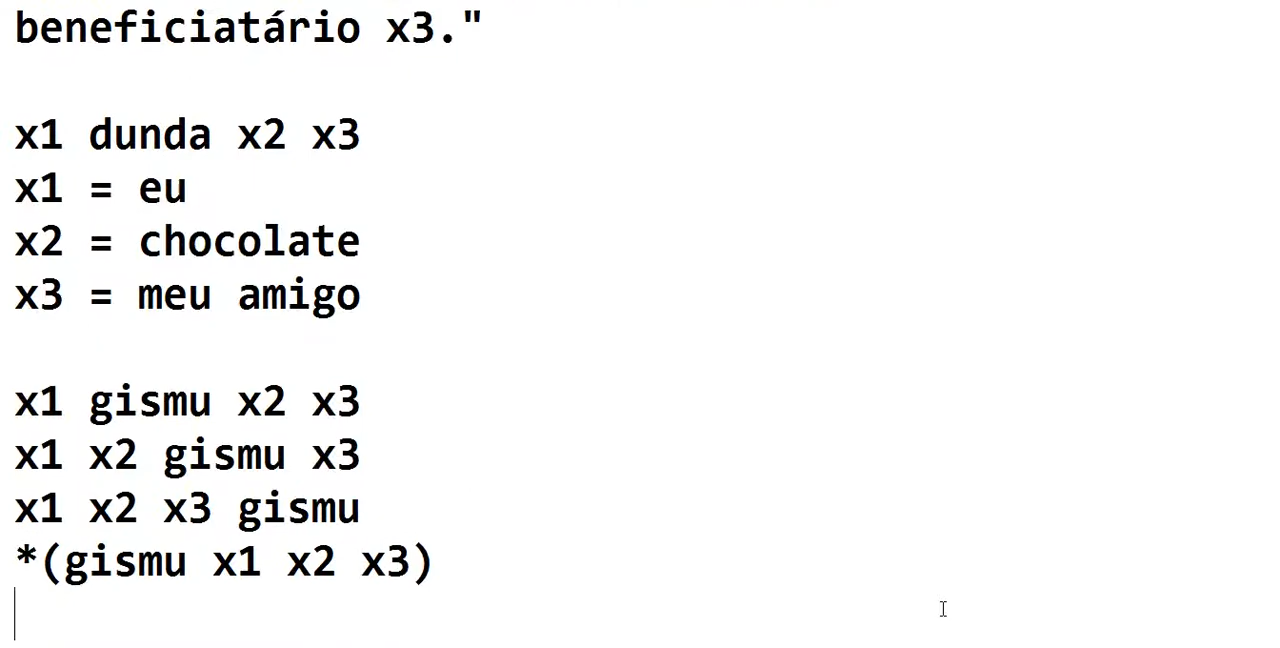 beneficiatário x3."
x1 dunda x2 x3
x1 = eu
x2 = chocolate
x3 = meu amigo
x1 gismu x2 x3
x1 x2 gismu x3
x1 x2 x3 gismu
*(gismu x1 x2 x3)